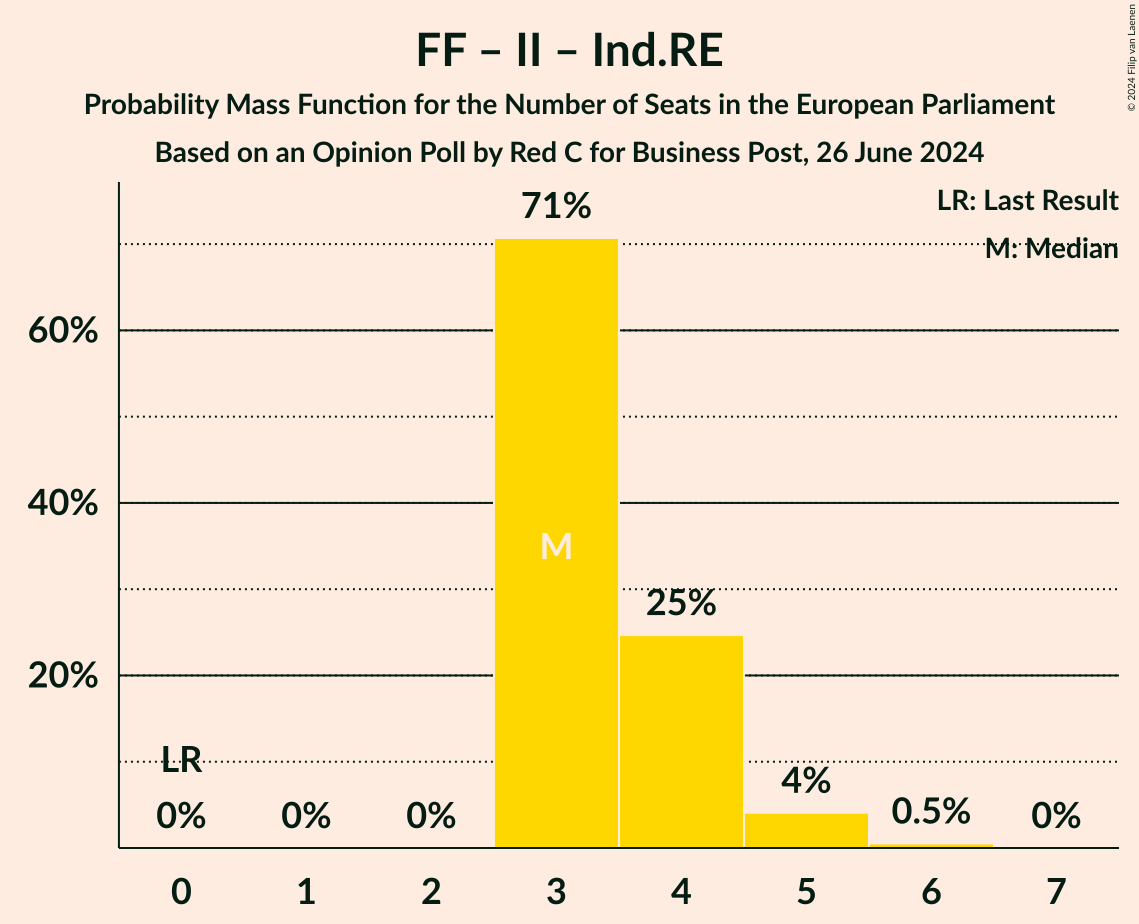 FF – II – Ind.RE
Probability Mass Function for the Number of Seats in the European Parliament
Based on an Opinion Poll by Red C for Business Post, 26 June 2024
© 2024 Filip van Laenen
LR: Last Result
M: Median
71%
60%
40%
M
25%
20%
LR
4%
0%
0%
0%
0.5%
0%
0
1
2
3
4
5
6
7